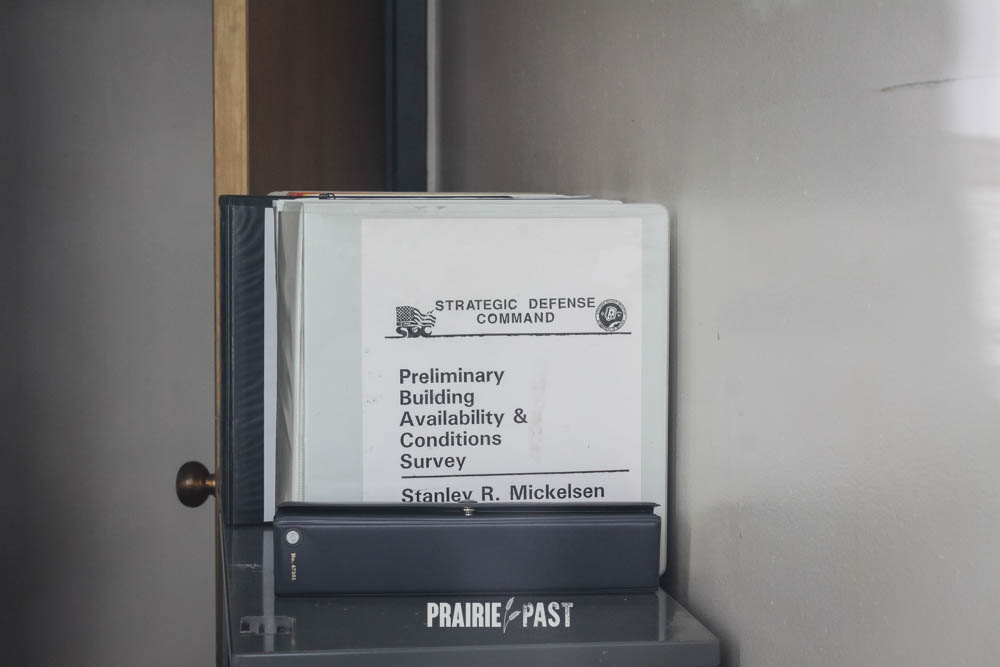 STRATEGIC DEFENSE
COMMAND
SDC
Preliminary
Building
Availability &
Conditions
Survey
Stanley R. Mickelsen
PRAIRIE PAST